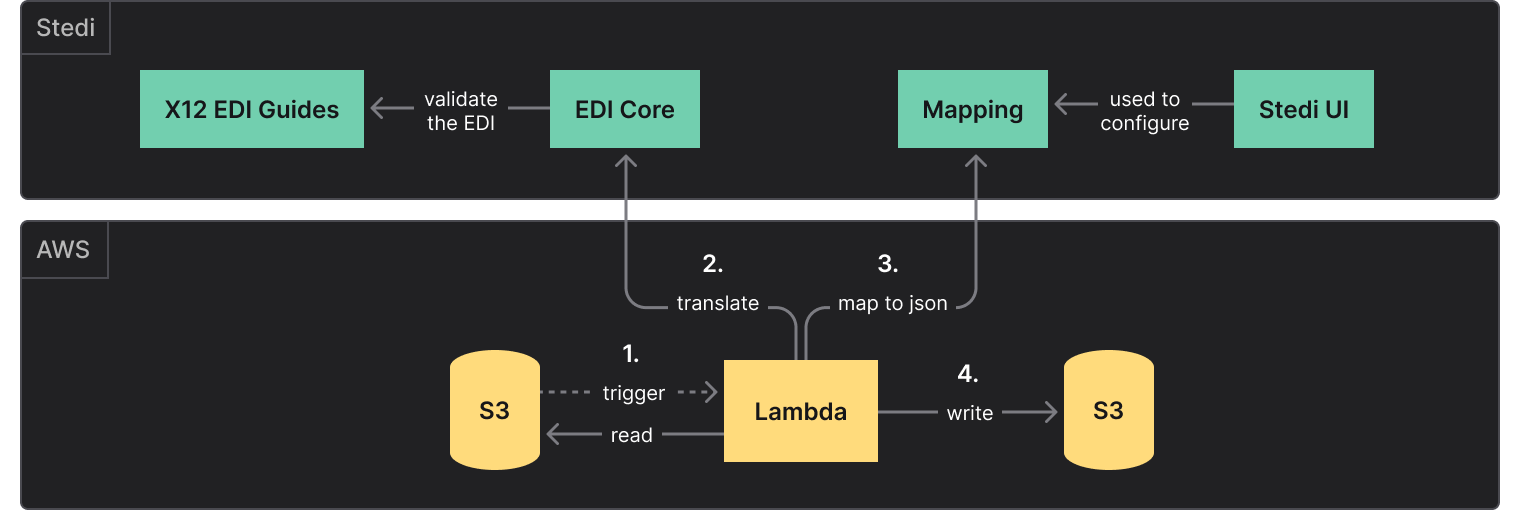 Stedi
X12 EDI Guides
validate
the EDI
EDI Core
Mapping
used to
configure
Stedi UI
AWS
2.
translate
3.
map to json
1.
trigger
read
S3
Lambda
4.
write
S3